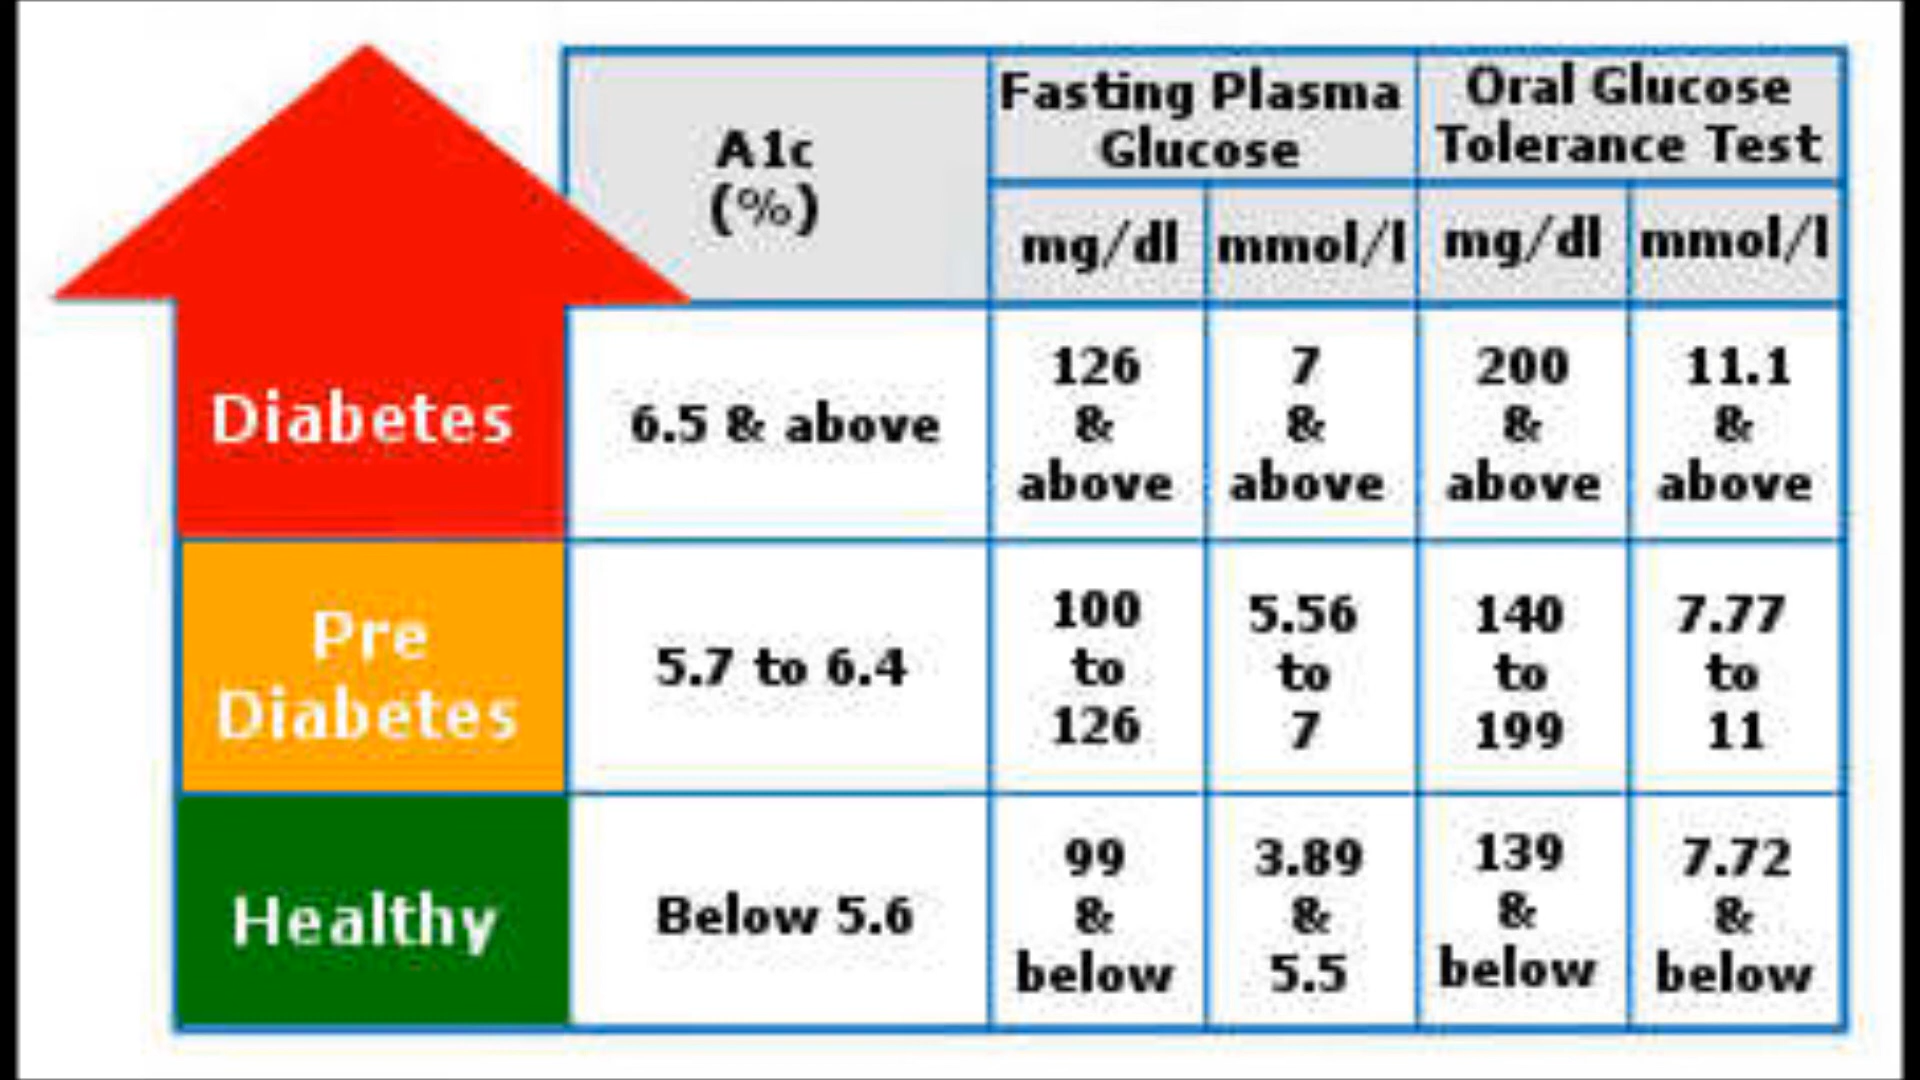 A1c
(%)
Fasting Plasma
Glucose
Oral Glucose
Tolerance Test
mg/dl
mmol/l
mg/dl
mmol/l
Diabetes
6.5 & above
126
&
above
7
&
above
200
&
above
11.1
&
above
Pre
Diabetes
5.7 to 6.4
100
to
126
5.56
to
7
140
to
199
7.77
to
11
Healthy
Below 5.6
99
&
below
3.89
&
5.5
139
&
below
7.72
&
below